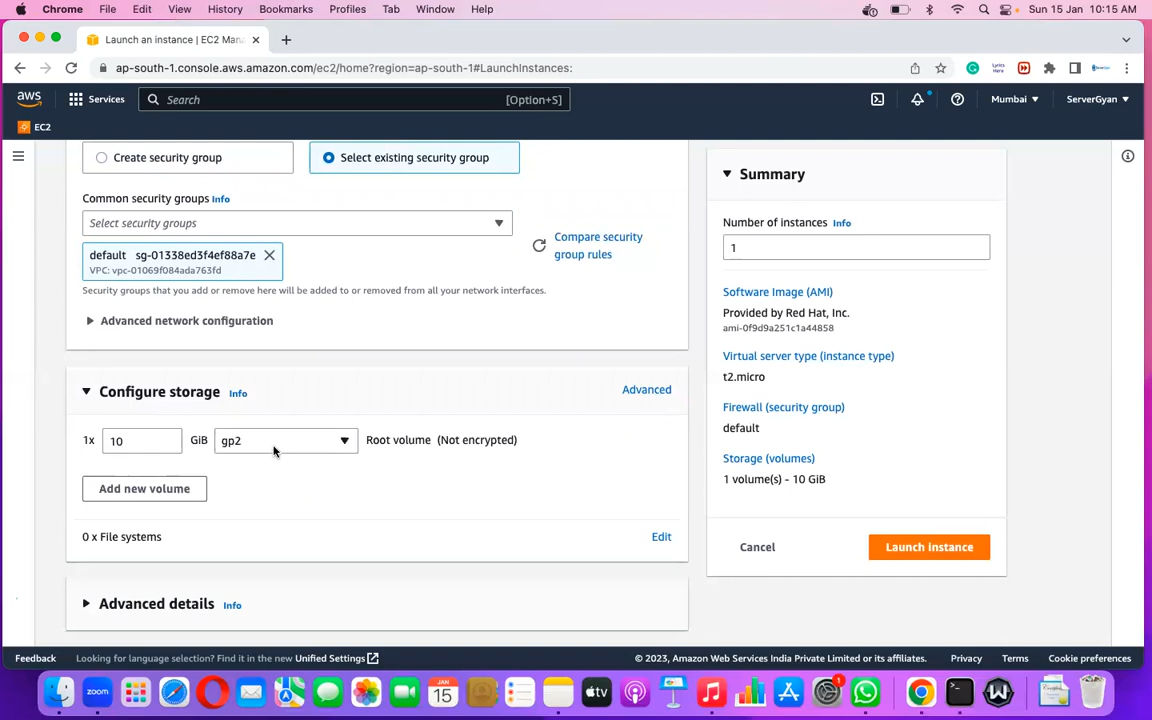 Chrome File Edit View History Bookmarks Profiles Tab Window Help Sun 15 Jan 10:15 AM
Launch an instance | EC2 Man
ap-south-1.console.aws.amazon.com/ec2/home?region=ap-south-1#LaunchInstances:
aws Services Search [Option+S] Mumbai ServerGyan
EC2
Create security group Select existing security group
Common security groups Info
Select security groups
Compare security
group rules
default sg-01338ed3f4ef88a7e
VPC: vpc-01069f084ada763fd
Security groups that you add or remove here will be added to or removed from all your network interfaces.
Advanced network configuration
Configure storage Info Advanced
1x 10 GiB gp2 Root volume (Not encrypted)
Add new volume
0 x File systems Edit
Advanced details Info
Summary
Number of instances Info
1
Software Image (AMI)
Provided by Red Hat, Inc.
ami-0f9d9a251c1a44858
Virtual server type (instance type)
t2.micro
Firewall (security group)
default
Storage (volumes)
1 volume(s) - 10 GiB
Cancel Launch instance
Feedback Looking for language selection? Find it in the new Unified Settings © 2023, Amazon Web Services India Private Limited or its affiliates. Privacy Terms Cookie preferences
zoom JAN 15 tv 1